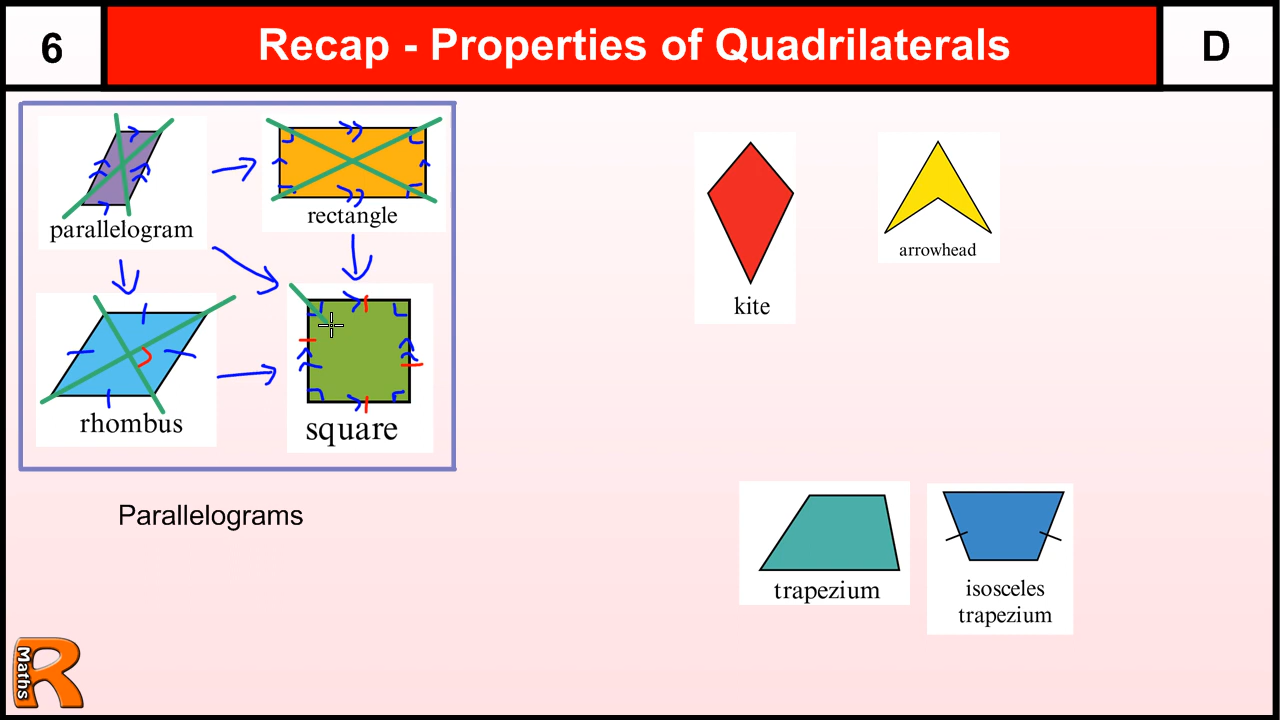 6
Recap - Properties of Quadrilaterals
D
parallelogram
rectangle
rhombus
square
Parallelograms
kite
arrowhead
trapezium
isosceles
trapezium
R
Maths